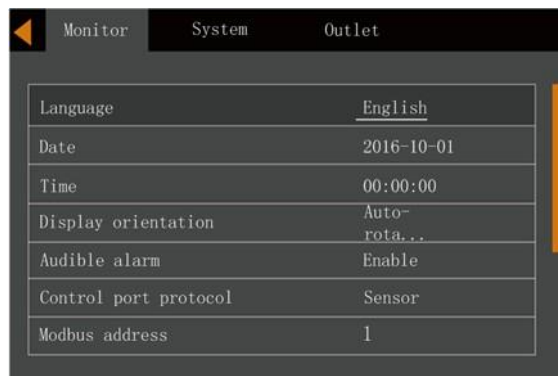 Monitor System Outlet
Language English
Date 2016-10-01
Time 00:00:00
Display orientation Auto-
rota...
Audible alarm Enable
Control port protocol Sensor
Modbus address 1